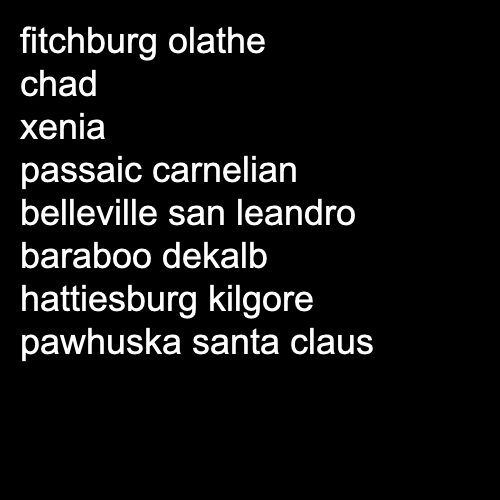 fitchburg olathe
chad
xenia
passaic carnelian
belleville san leandro
baraboo dekalb
hattiesburg kilgore
pawhuska santa claus